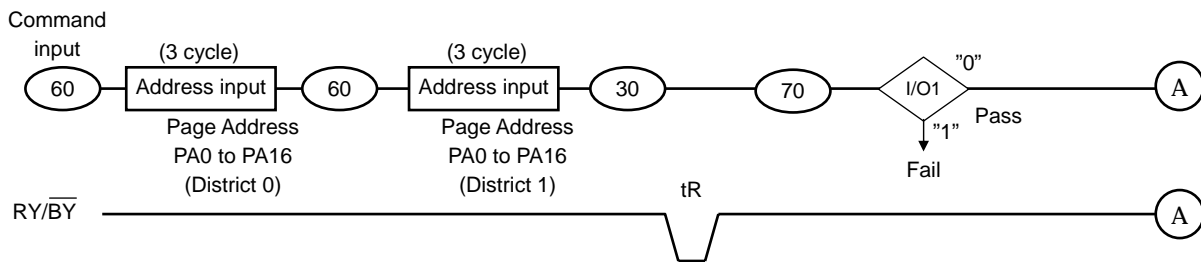 Command
input
(3 cycle)
(3 cycle)
60
Address input
60
Address input
30
70
I/O1
"0"
A
Page Address
PA0 to PA16
(District 0)
Page Address
PA0 to PA16
(District 1)
"1"
Pass
Fail
tR
RY/BY
A